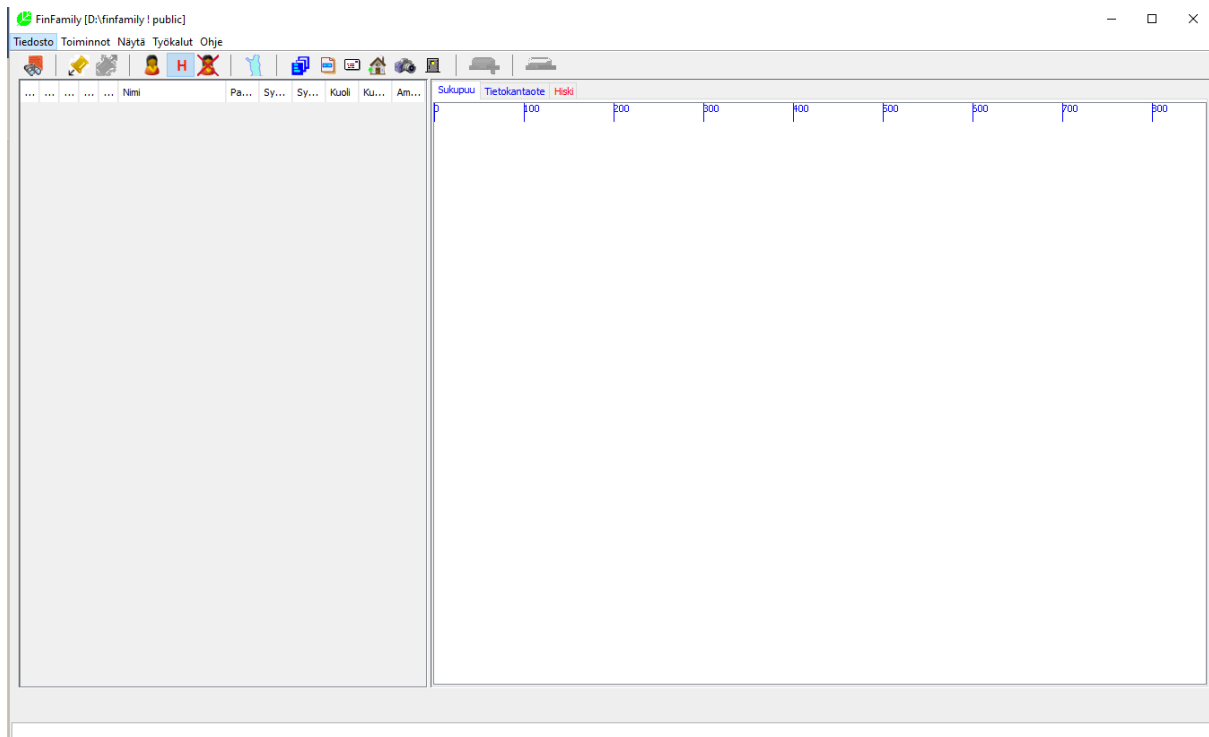 FinFamily [D:\finfamily ! public]
Tiedosto Toiminnot Näytä Työkalut Ohje
H
... ... ... ... ... Nimi Pa... Sy... Sy... Kuoli Ku... Am...
Sukupuu Tietokantaote Hiski
0 100 200 300 400 500 600 700 800